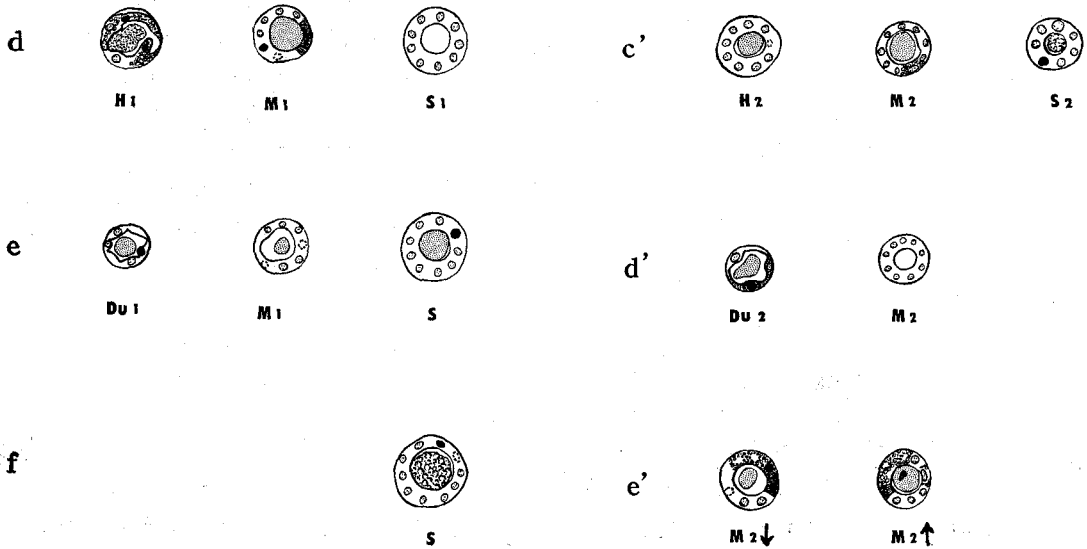 d
H1 M1 S1
c'
H2 M2 S2
e
Du1 M1 S
d'
Du2 M2
f
S
e'
M2↓ M2↑